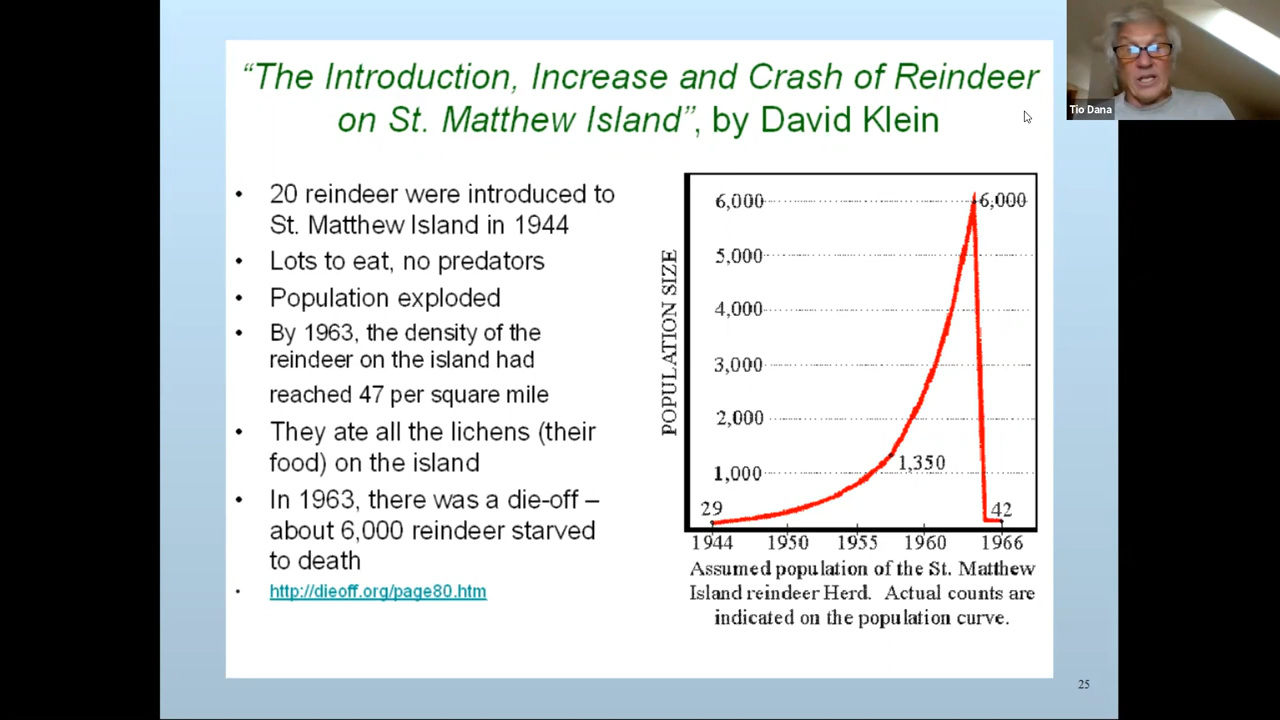 “The Introduction, Increase and Crash of Reindeer
on St. Matthew Island”, by David Klein
Tio Dana
• 20 reindeer were introduced to
St. Matthew Island in 1944
• Lots to eat, no predators
• Population exploded
• By 1963, the density of the
reindeer on the island had
reached 47 per square mile
• They ate all the lichens (their
food) on the island
• In 1963, there was a die-off –
about 6,000 reindeer starved
to death
• http://dieoff.org/page80.htm
POPULATION SIZE
6,000
6,000
5,000
4,000
3,000
2,000
1,350
1,000
29
42
1944 1950 1955 1960 1966
Assumed population of the St. Matthew
Island reindeer Herd. Actual counts are
indicated on the population curve.
25